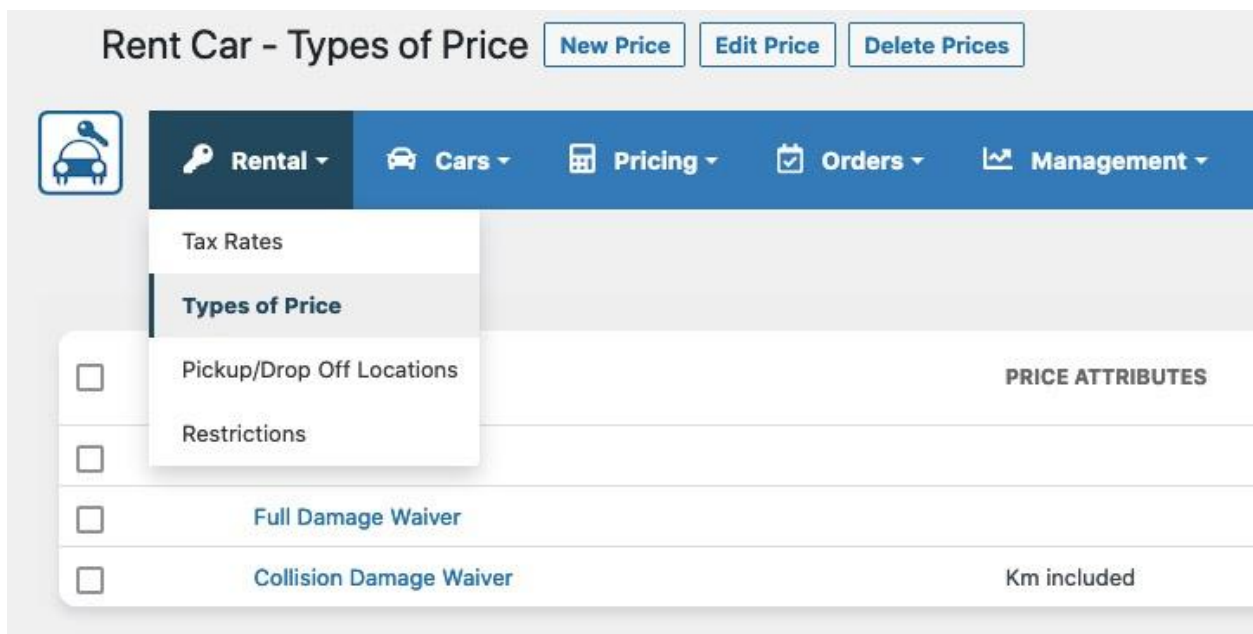 Rent Car - Types of Price New Price Edit Price Delete Prices
Rental Cars Pricing Orders Management
Tax Rates
Types of Price
Pickup/Drop Off Locations
PRICE ATTRIBUTES
Restrictions
Full Damage Waiver
Collision Damage Waiver Km included